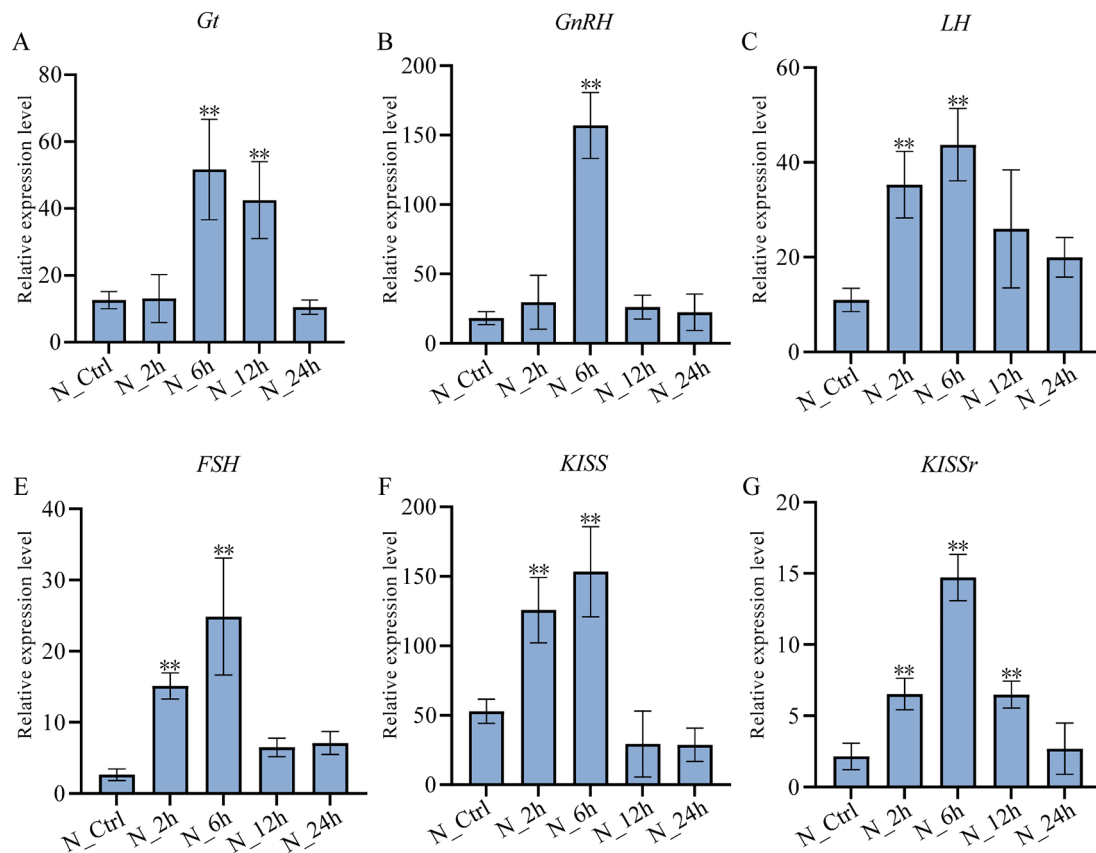 A
Gt
Relative expression level
80
60
40
20
0
**
**
N_Ctrl
N_2h
N_6h
N_12h
N_24h
B
GnRH
Relative expression level
200
150
100
50
0
**
N_Ctrl
N_2h
N_6h
N_12h
N_24h
C
LH
Relative expression level
60
40
20
0
**
**
N_Ctrl
N_2h
N_6h
N_12h
N_24h
E
FSH
Relative expression level
40
30
20
10
0
**
**
N_Ctrl
N_2h
N_6h
N_12h
N_24h
F
KISS
Relative expression level
200
150
100
50
0
**
**
N_Ctrl
N_2h
N_6h
N_12h
N_24h
G
KISSr
Relative expression level
20
15
10
5
0
**
**
**
N_Ctrl
N_2h
N_6h
N_12h
N_24h